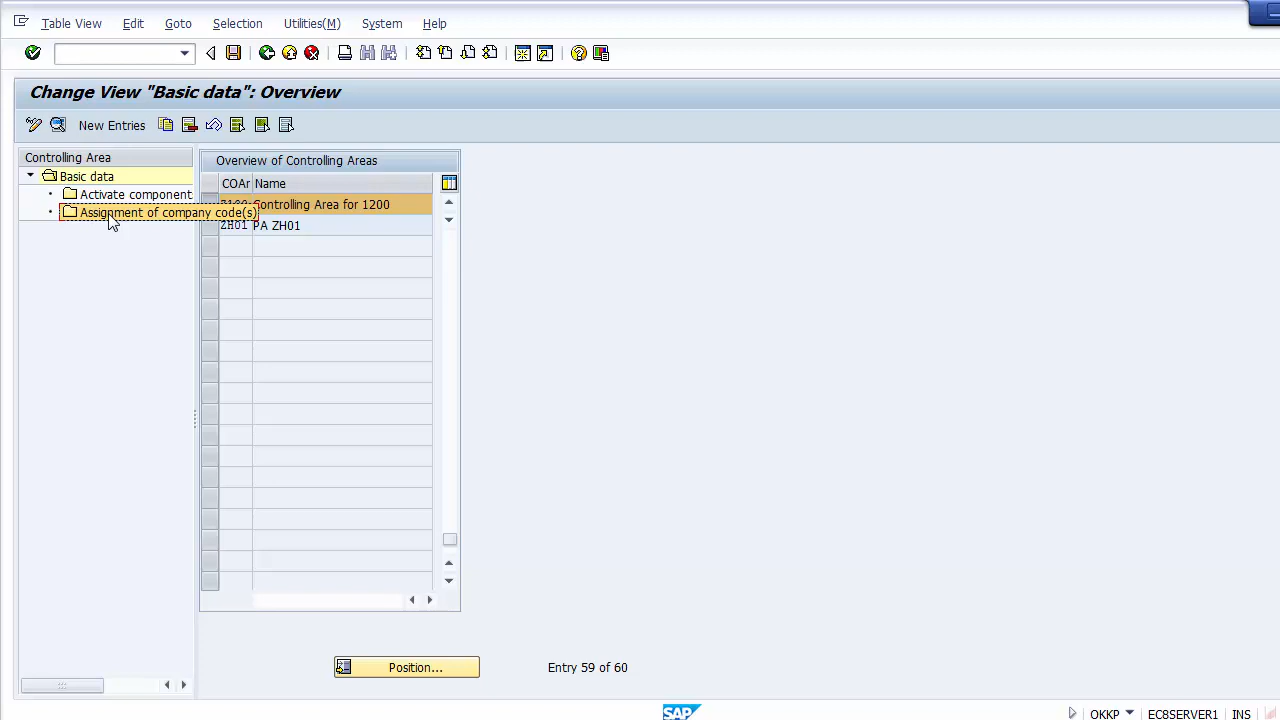 Table View Edit Goto Selection Utilities(M) System Help
Change View "Basic data": Overview
New Entries
Controlling Area
Basic data
Activate component
Assignment of company code(s)
Overview of Controlling Areas
COAr Name
Controlling Area for 1200
ZH01 PA ZH01
Position... Entry 59 of 60
SAP
OKKP EC8SERVER1 INS